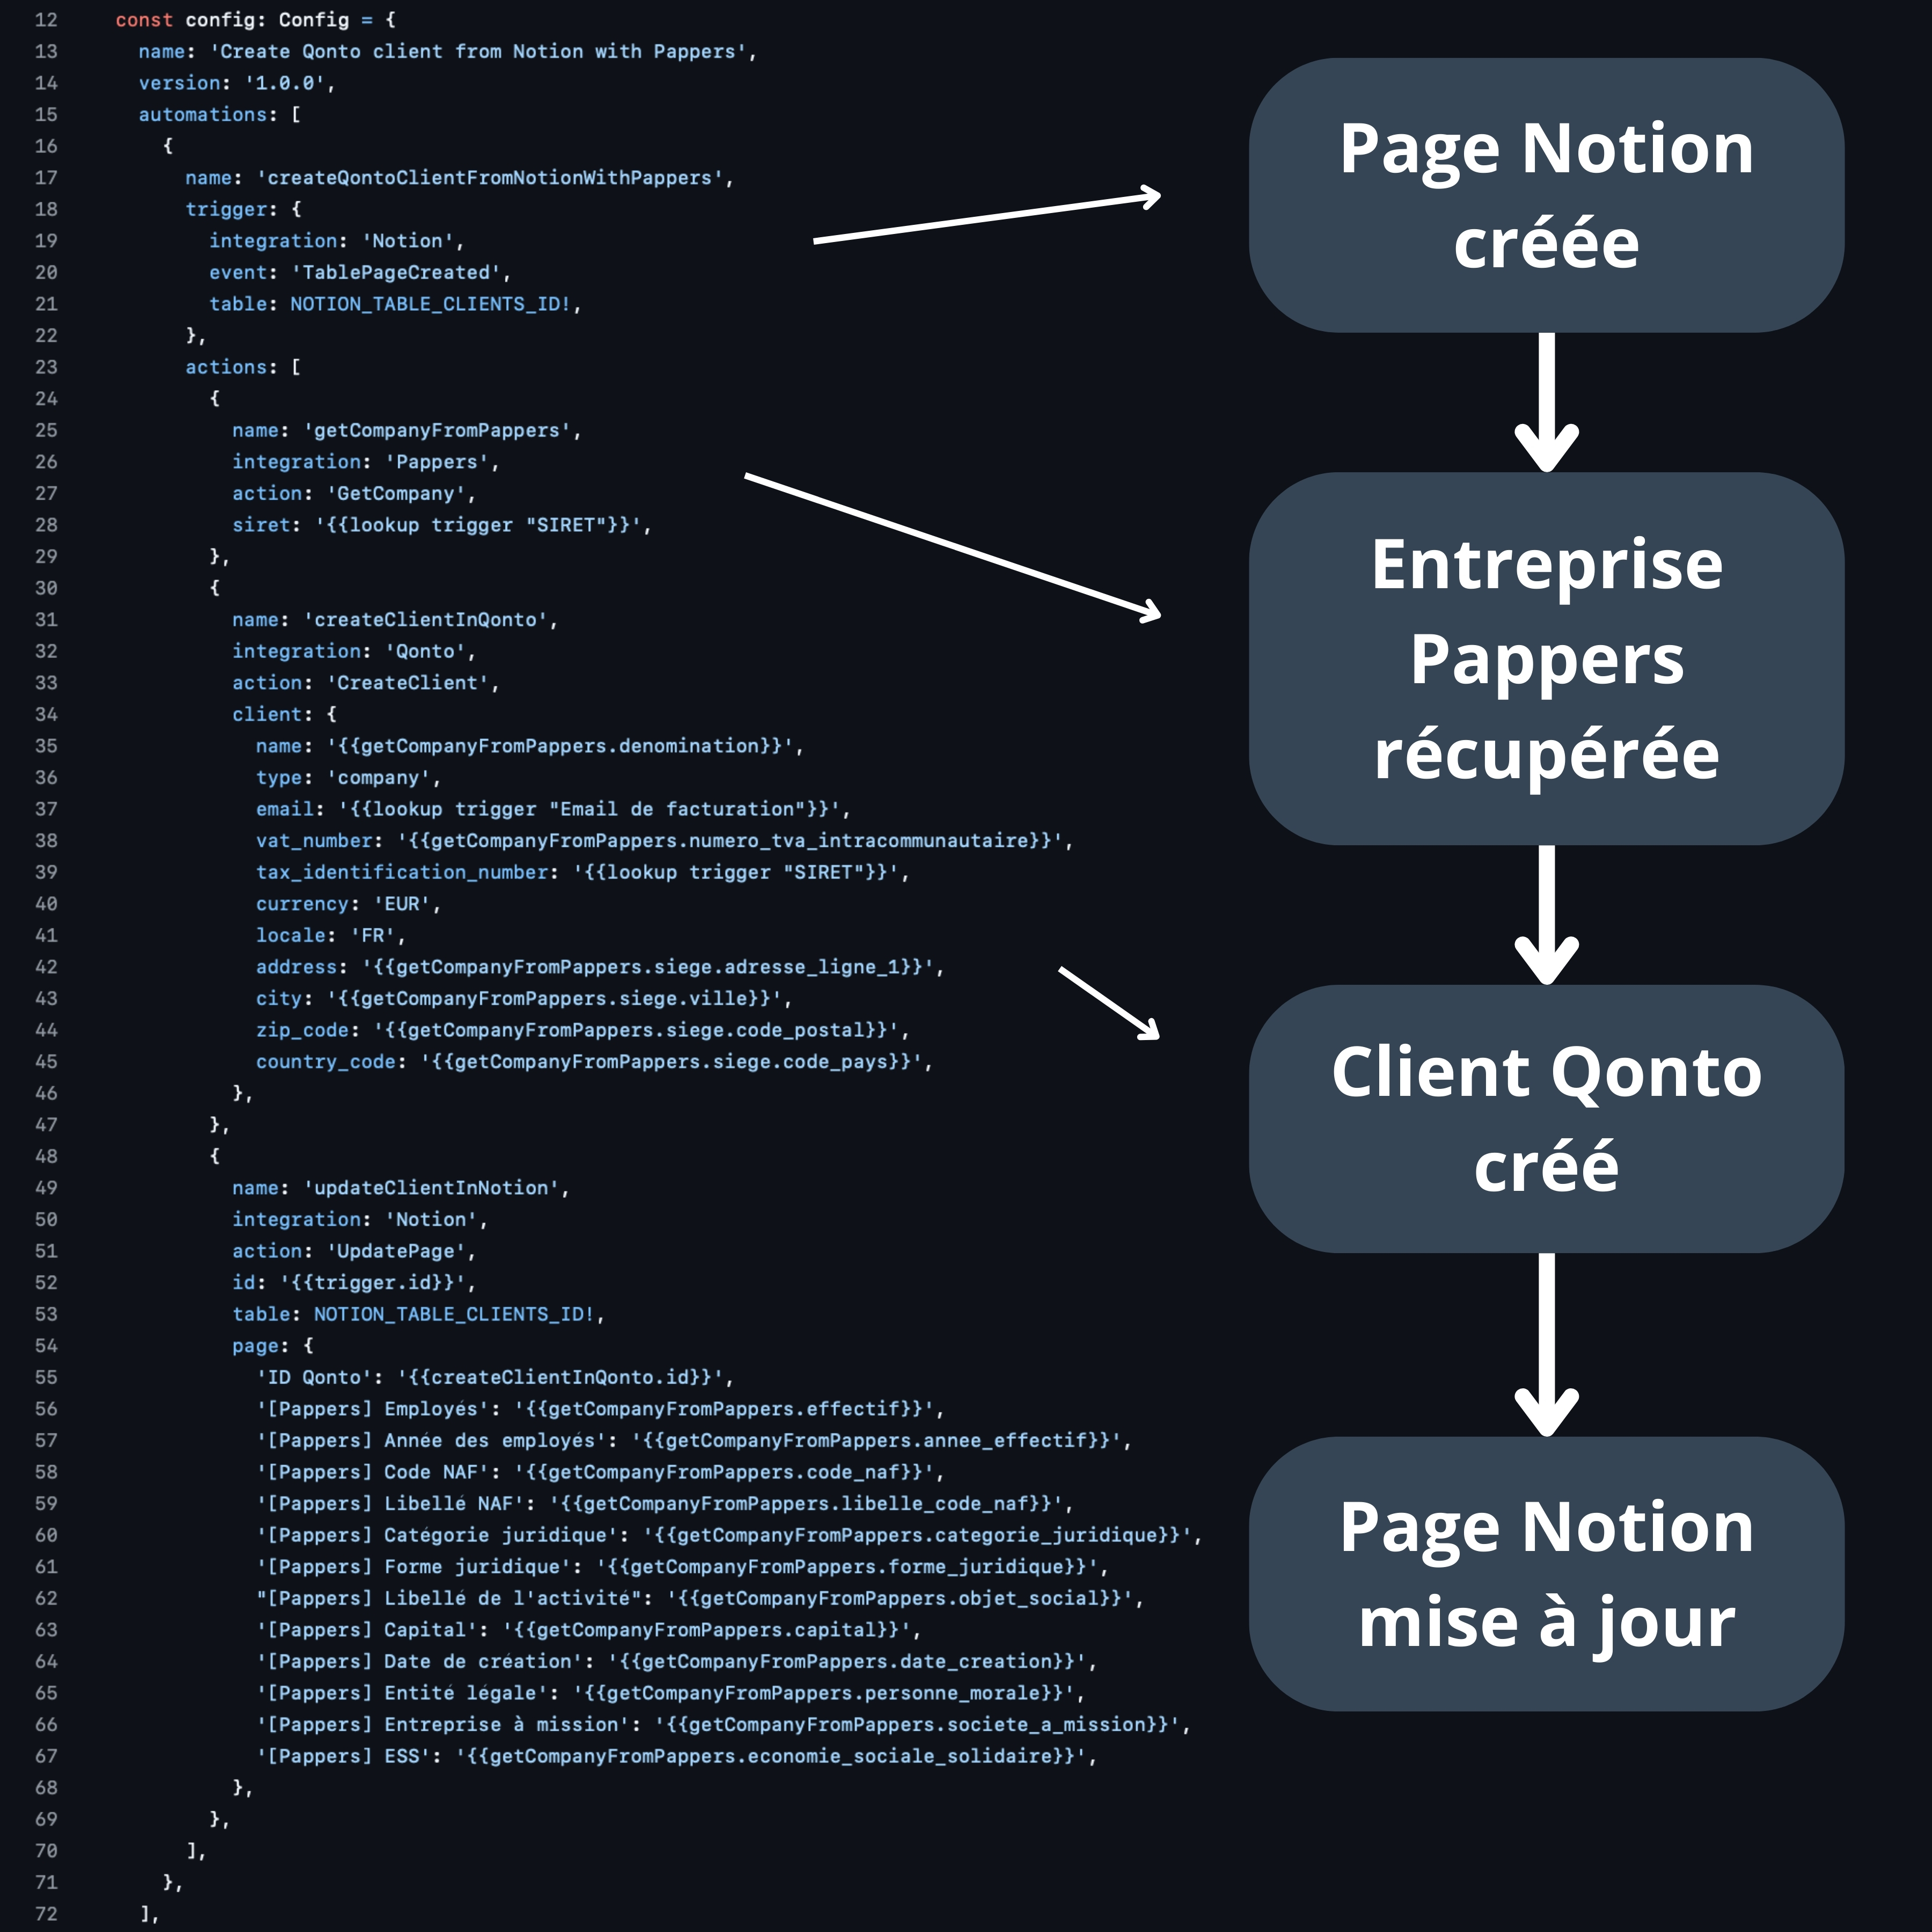 12 const config: Config = {
13 name: 'Create Qonto client from Notion with Pappers',
14 version: '1.0.0',
15 automations: [
16 {
17 name: 'createQontoClientFromNotionWithPappers',
18 trigger: {
19 integration: 'Notion',
20 event: 'TablePageCreated',
21 table: NOTION_TABLE_CLIENTS_ID!,
22 },
23 actions: [
24 {
25 name: 'getCompanyFromPappers',
26 integration: 'Pappers',
27 action: 'GetCompany',
28 siret: '{{lookup trigger "SIRET"}}',
29 },
30 {
31 name: 'createClientInQonto',
32 integration: 'Qonto',
33 action: 'CreateClient',
34 client: {
35 name: '{{getCompanyFromPappers.denomination}}',
36 type: 'company',
37 email: '{{lookup trigger "Email de facturation"}}',
38 vat_number: '{{getCompanyFromPappers.numero_tva_intracommunautaire}}',
39 tax_identification_number: '{{lookup trigger "SIRET"}}',
40 currency: 'EUR',
41 locale: 'FR',
42 address: '{{getCompanyFromPappers.siege.adresse_ligne_1}}',
43 city: '{{getCompanyFromPappers.siege.ville}}',
44 zip_code: '{{getCompanyFromPappers.siege.code_postal}}',
45 country_code: '{{getCompanyFromPappers.siege.code_pays}}',
46 },
47 },
48 {
49 name: 'updateClientInNotion',
50 integration: 'Notion',
51 action: 'UpdatePage',
52 id: '{{trigger.id}}',
53 table: NOTION_TABLE_CLIENTS_ID!,
54 page: {
55 'ID Qonto': '{{createClientInQonto.id}}',
56 '[Pappers] Employés': '{{getCompanyFromPappers.effectif}}',
57 '[Pappers] Année des employés': '{{getCompanyFromPappers.annee_effectif}}',
58 '[Pappers] Code NAF': '{{getCompanyFromPappers.code_naf}}',
59 '[Pappers] Libellé NAF': '{{getCompanyFromPappers.libelle_code_naf}}',
60 '[Pappers] Catégorie juridique': '{{getCompanyFromPappers.categorie_juridique}}',
61 '[Pappers] Forme juridique': '{{getCompanyFromPappers.forme_juridique}}',
62 "[Pappers] Libellé de l'activité": '{{getCompanyFromPappers.objet_social}}',
63 '[Pappers] Capital': '{{getCompanyFromPappers.capital}}',
64 '[Pappers] Date de création': '{{getCompanyFromPappers.date_creation}}',
65 '[Pappers] Entité légale': '{{getCompanyFromPappers.personne_morale}}',
66 '[Pappers] Entreprise à mission': '{{getCompanyFromPappers.societe_a_mission}}',
67 '[Pappers] ESS': '{{getCompanyFromPappers.economie_sociale_solidaire}}',
68 },
69 },
70 ],
71 },
72 ],
Page Notion
créée
Entreprise
Pappers
récupérée
Client Qonto
créé
Page Notion
mise à jour